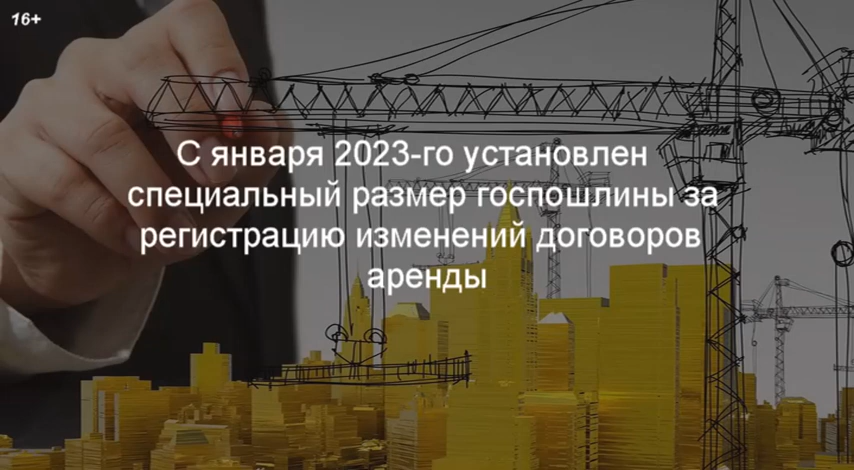 16+
С января 2023-го установлен
специальный размер госпошлины за
регистрацию изменений договоров
аренды